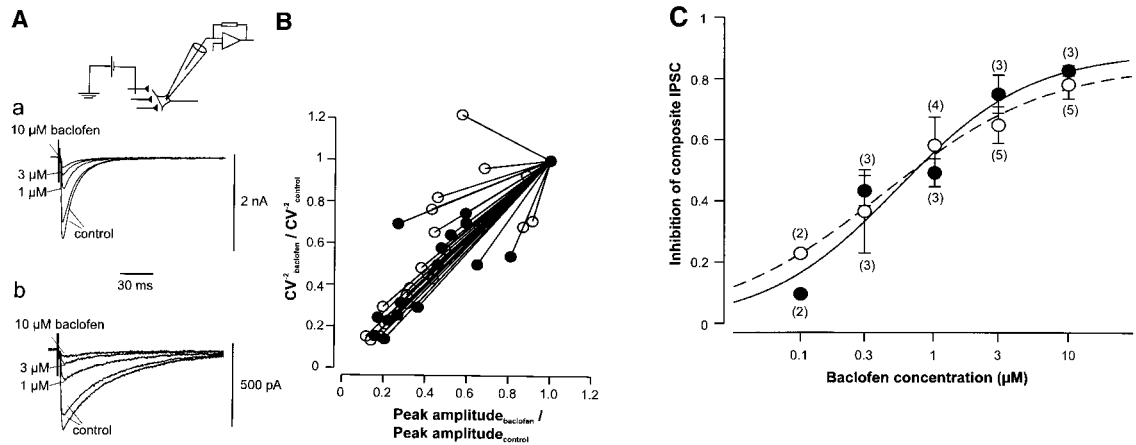 A
a
10 µM baclofen
3 µM
1 µM
control
2 nA
30 ms
b
10 µM baclofen
3 µM
1 µM
control
500 pA
B
CV⁻²baclofen / CV⁻²control
1.2
1
0.8
0.6
0.4
0.2
0
0 0.2 0.4 0.6 0.8 1.0 1.2
Peak amplitudebaclofen /
Peak amplitudecontrol
C
Inhibition of composite IPSC
1
0.8
0.6
0.4
0.2
0
(2)
(2)
(3)
(3)
(4)
(3)
(3)
(5)
(3)
(5)
0.1 0.3 1 3 10
Baclofen concentration (µM)